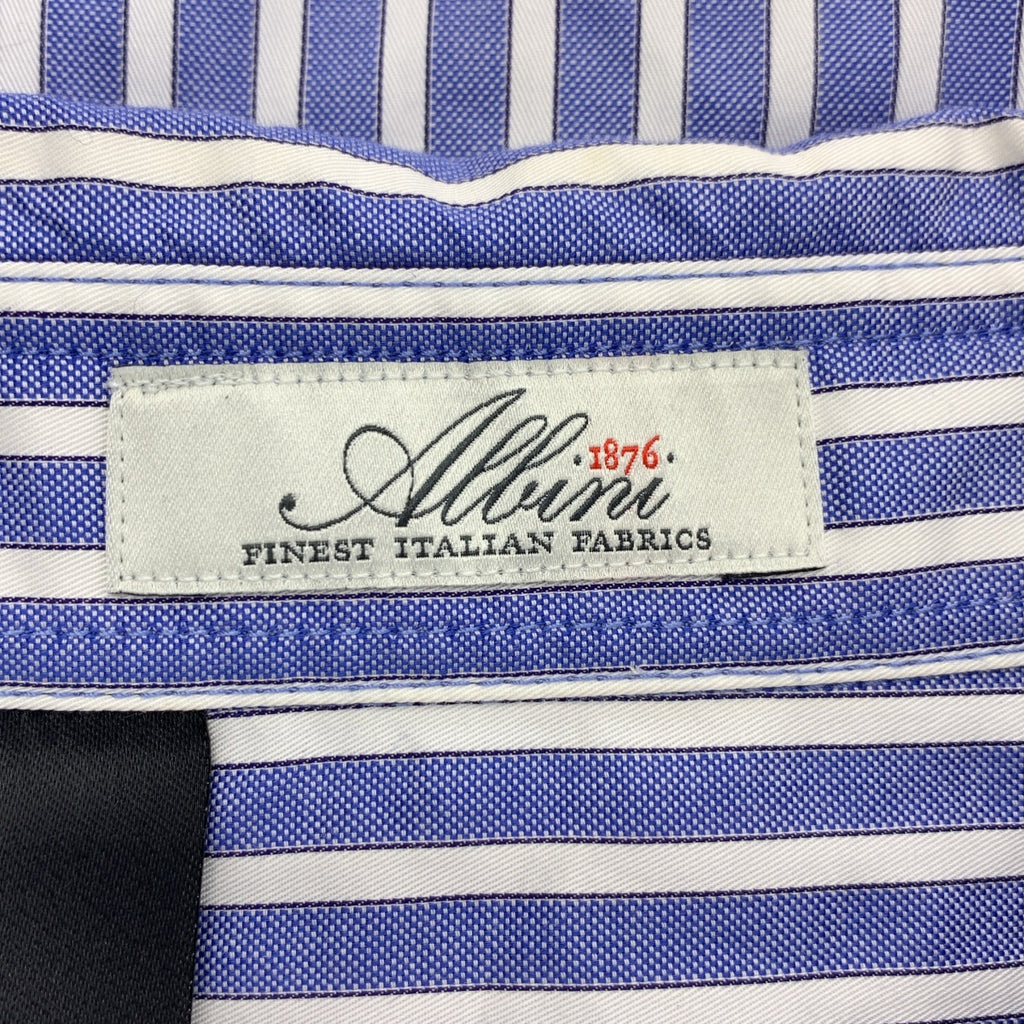 Albini
·1876·
FINEST ITALIAN FABRICS